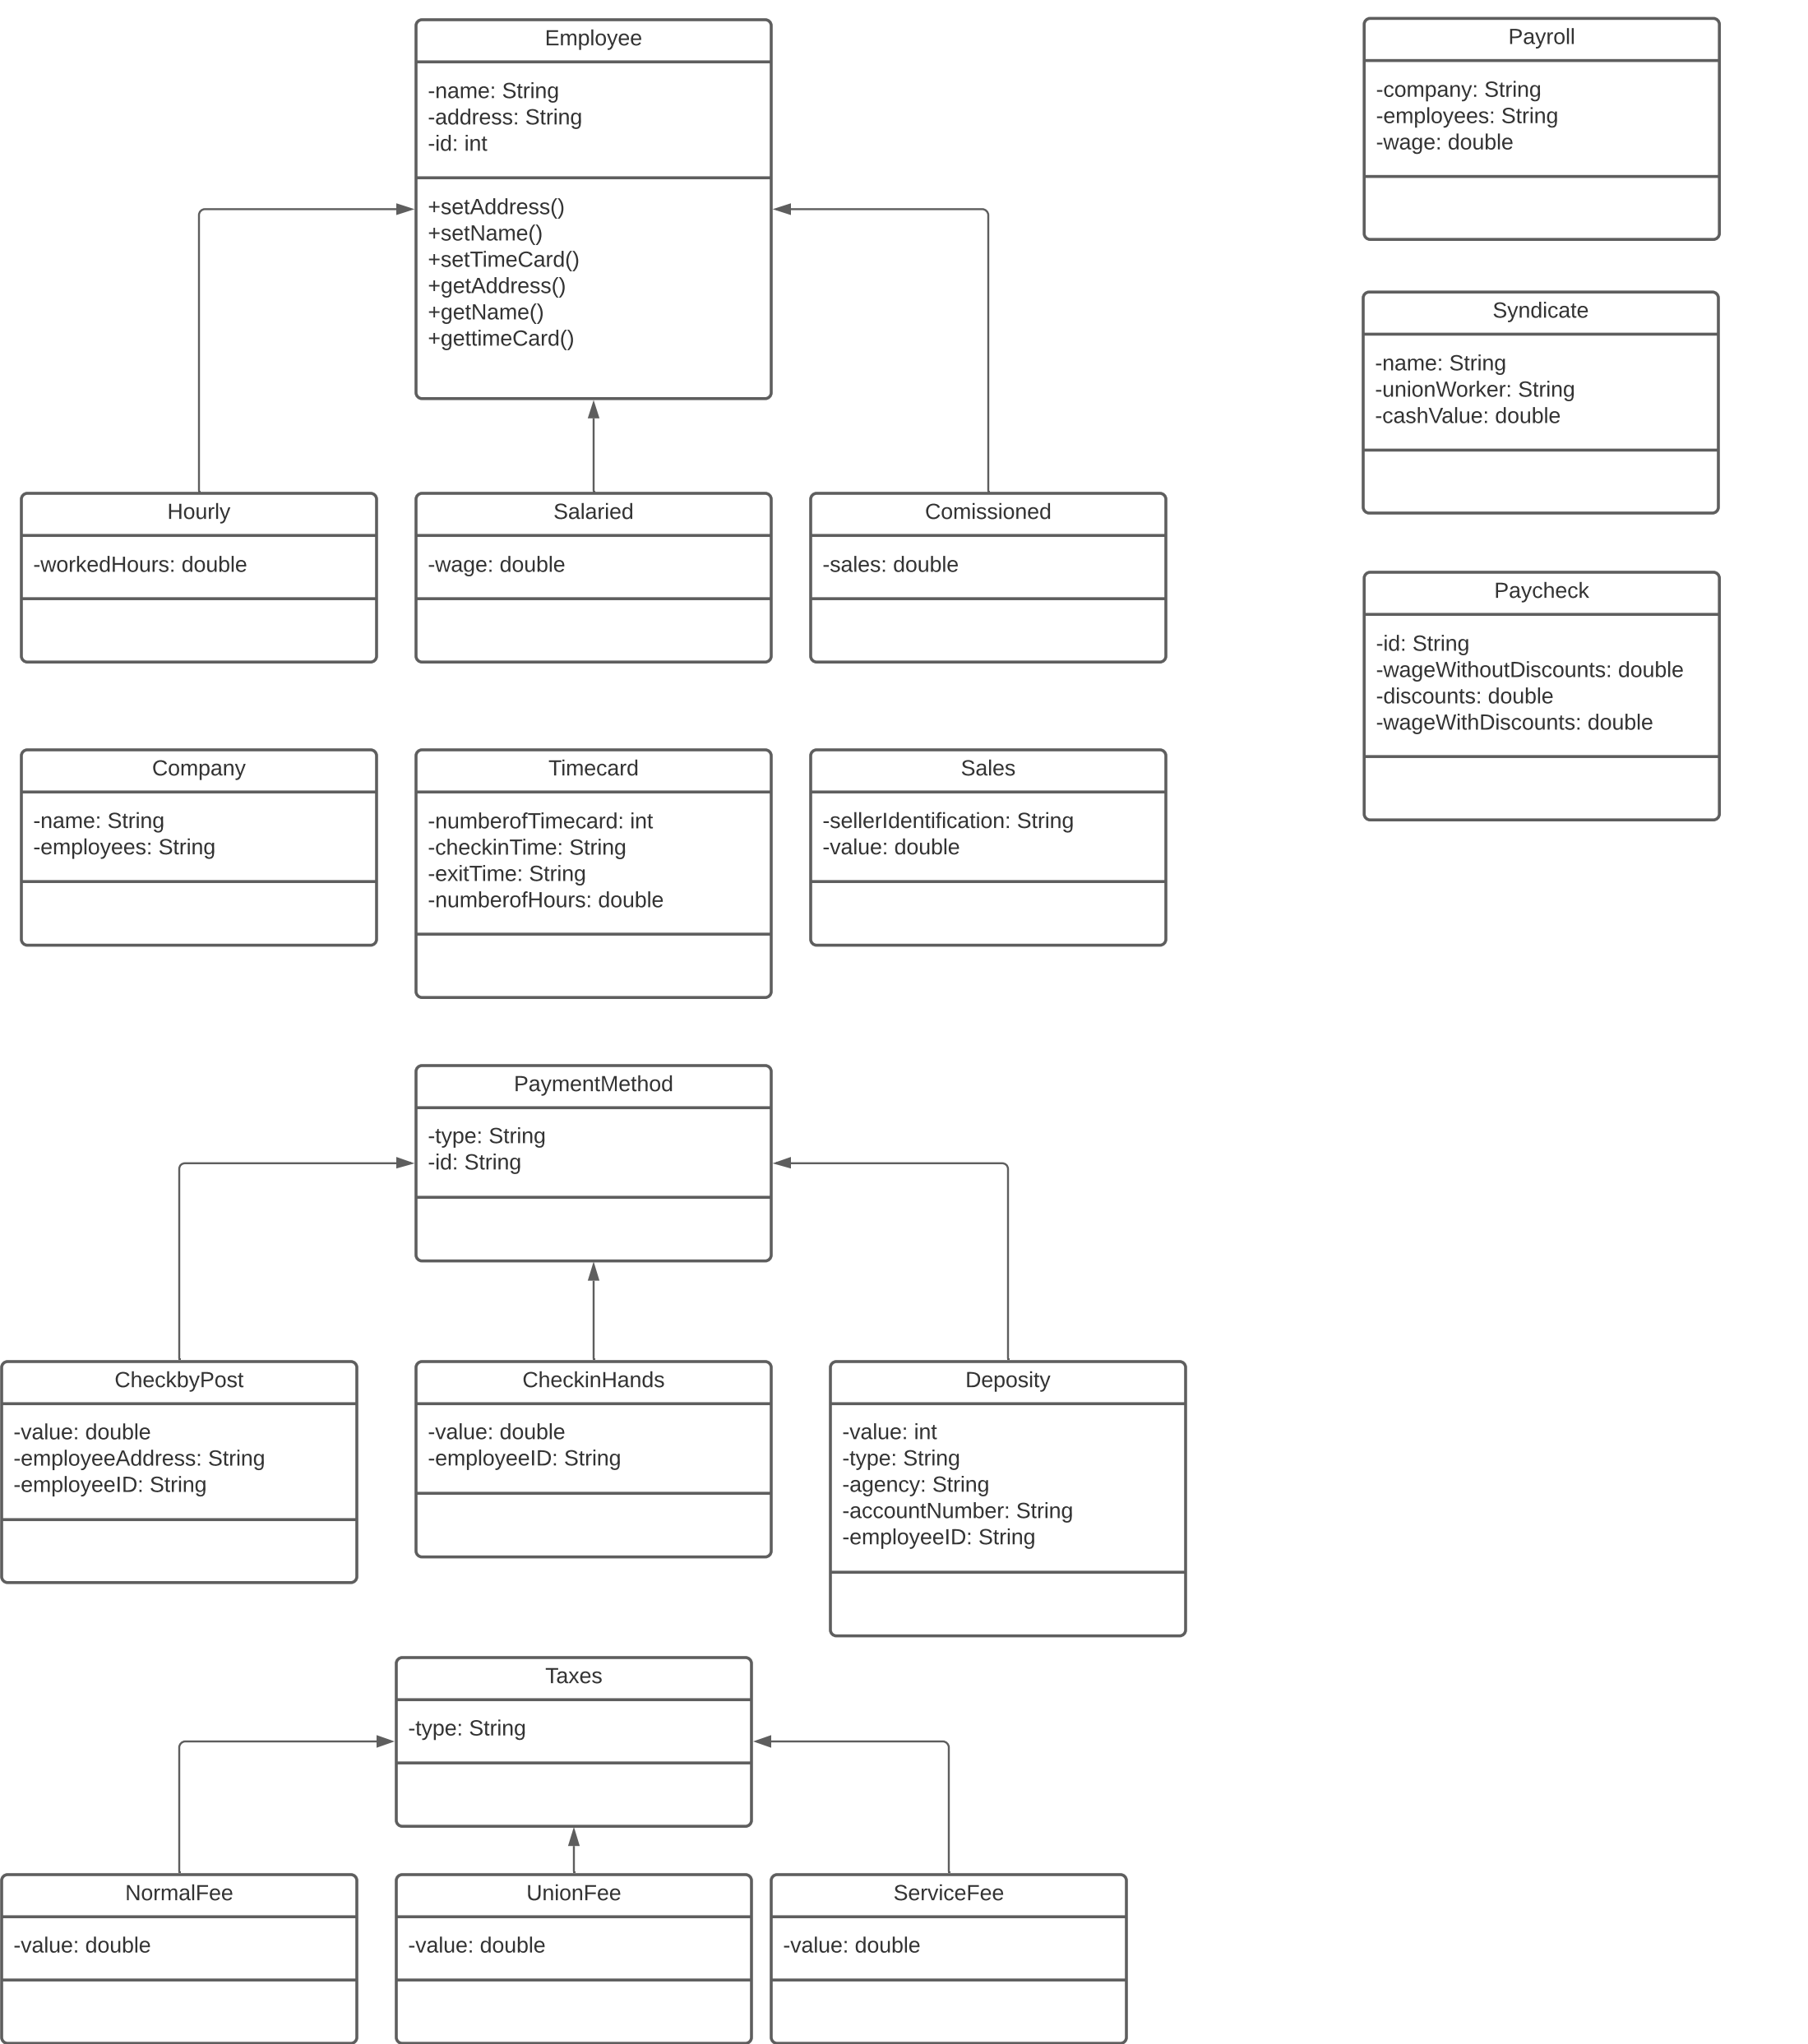 Employee
-name: String
-address: String
-id: int
+setAddress()
+setName()
+setTimeCard()
+getAddress()
+getName()
+gettimeCard()
Payroll
-company: String
-employees: String
-wage: double
Syndicate
-name: String
-unionWorker: String
-cashValue: double
Hourly
-workedHours: double
Salaried
-wage: double
Comissioned
-sales: double
Paycheck
-id: String
-wageWithoutDiscounts: double
-discounts: double
-wageWithDiscounts: double
Company
-name: String
-employees: String
Timecard
-numberofTimecard: int
-checkinTime: String
-exitTime: String
-numberofHours: double
Sales
-sellerIdentification: String
-value: double
PaymentMethod
-type: String
-id: String
CheckbyPost
-value: double
-employeeAddress: String
-employeeID: String
CheckinHands
-value: double
-employeeID: String
Deposity
-value: int
-type: String
-agency: String
-accountNumber: String
-employeeID: String
Taxes
-type: String
NormalFee
-value: double
UnionFee
-value: double
ServiceFee
-value: double